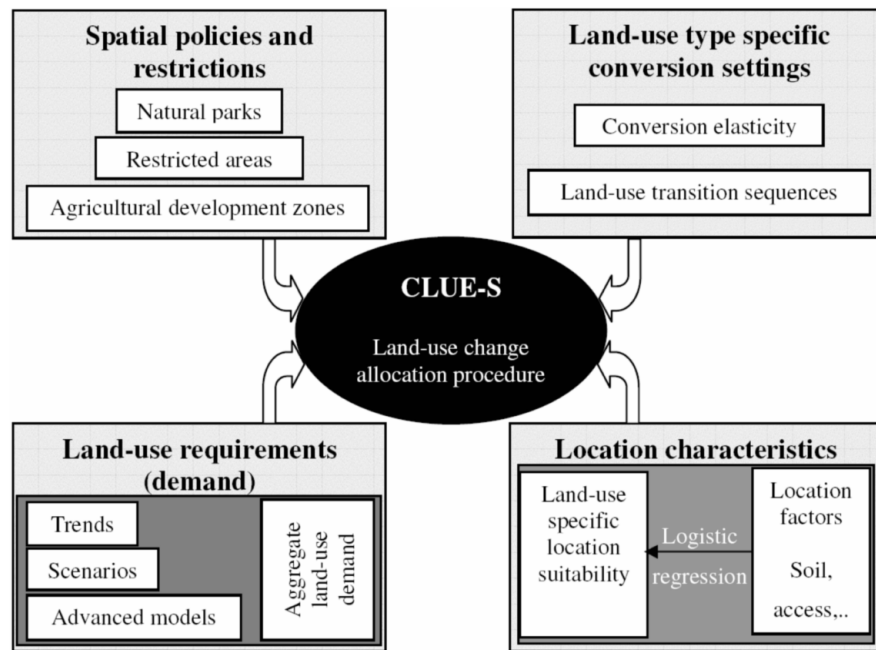 Spatial policies and
restrictions
Natural parks
Restricted areas
Agricultural development zones
Land-use type specific
conversion settings
Conversion elasticity
Land-use transition sequences
CLUE-S
Land-use change
allocation procedure
Land-use requirements
(demand)
Trends
Scenarios
Advanced models
Aggregate
land-use
demand
Location characteristics
Land-use
specific
location
suitability
Logistic
regression
Location
factors
Soil,
access,..